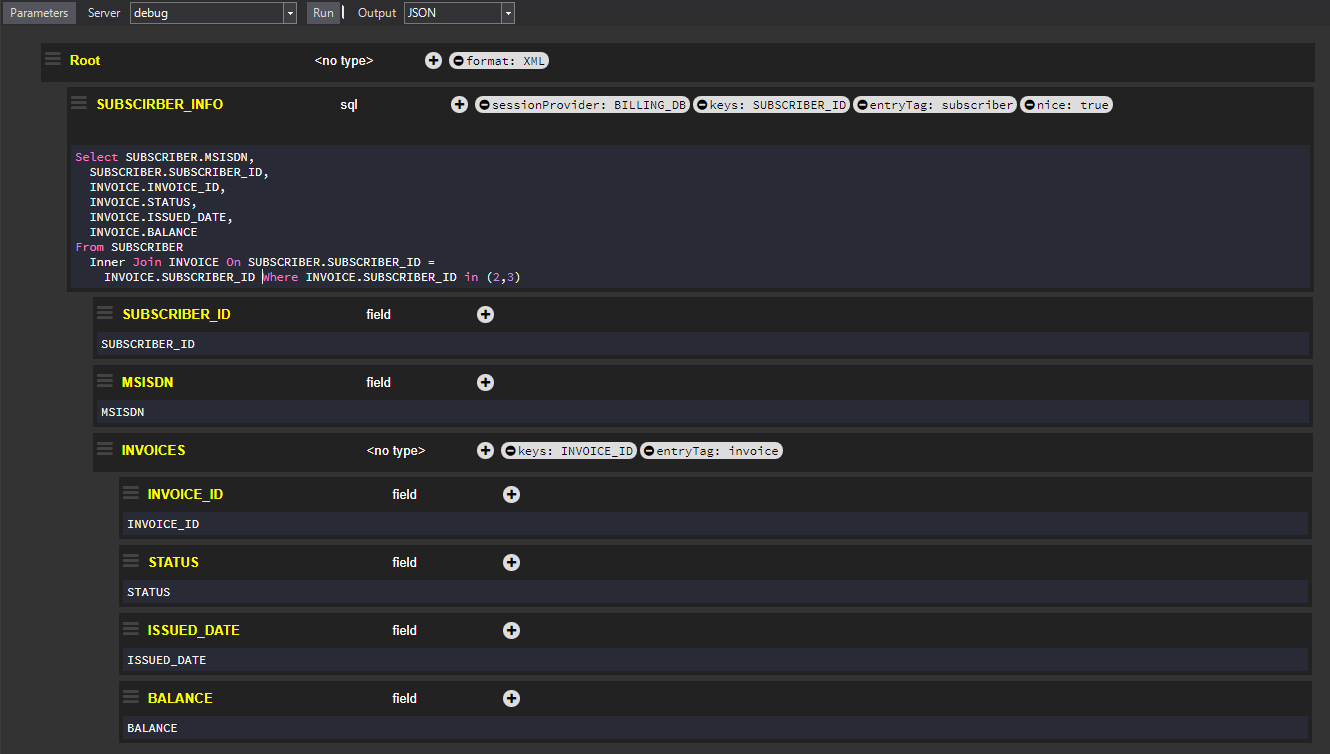 Parameters Server debug Run Output JSON
Root <no type> format: XML
SUBSCIRBER_INFO sql sessionProvider: BILLING_DB keys: SUBSCRIBER_ID entryTag: subscriber nice: true
Select SUBSCRIBER.MSISDN,
SUBSCRIBER.SUBSCRIBER_ID,
INVOICE.INVOICE_ID,
INVOICE.STATUS,
INVOICE.ISSUED_DATE,
INVOICE.BALANCE
From SUBSCRIBER
Inner Join INVOICE On SUBSCRIBER.SUBSCRIBER_ID =
INVOICE.SUBSCRIBER_ID Where INVOICE.SUBSCRIBER_ID in (2,3)
SUBSCRIBER_ID field
SUBSCRIBER_ID
MSISDN field
MSISDN
INVOICES <no type> keys: INVOICE_ID entryTag: invoice
INVOICE_ID field
INVOICE_ID
STATUS field
STATUS
ISSUED_DATE field
ISSUED_DATE
BALANCE field
BALANCE